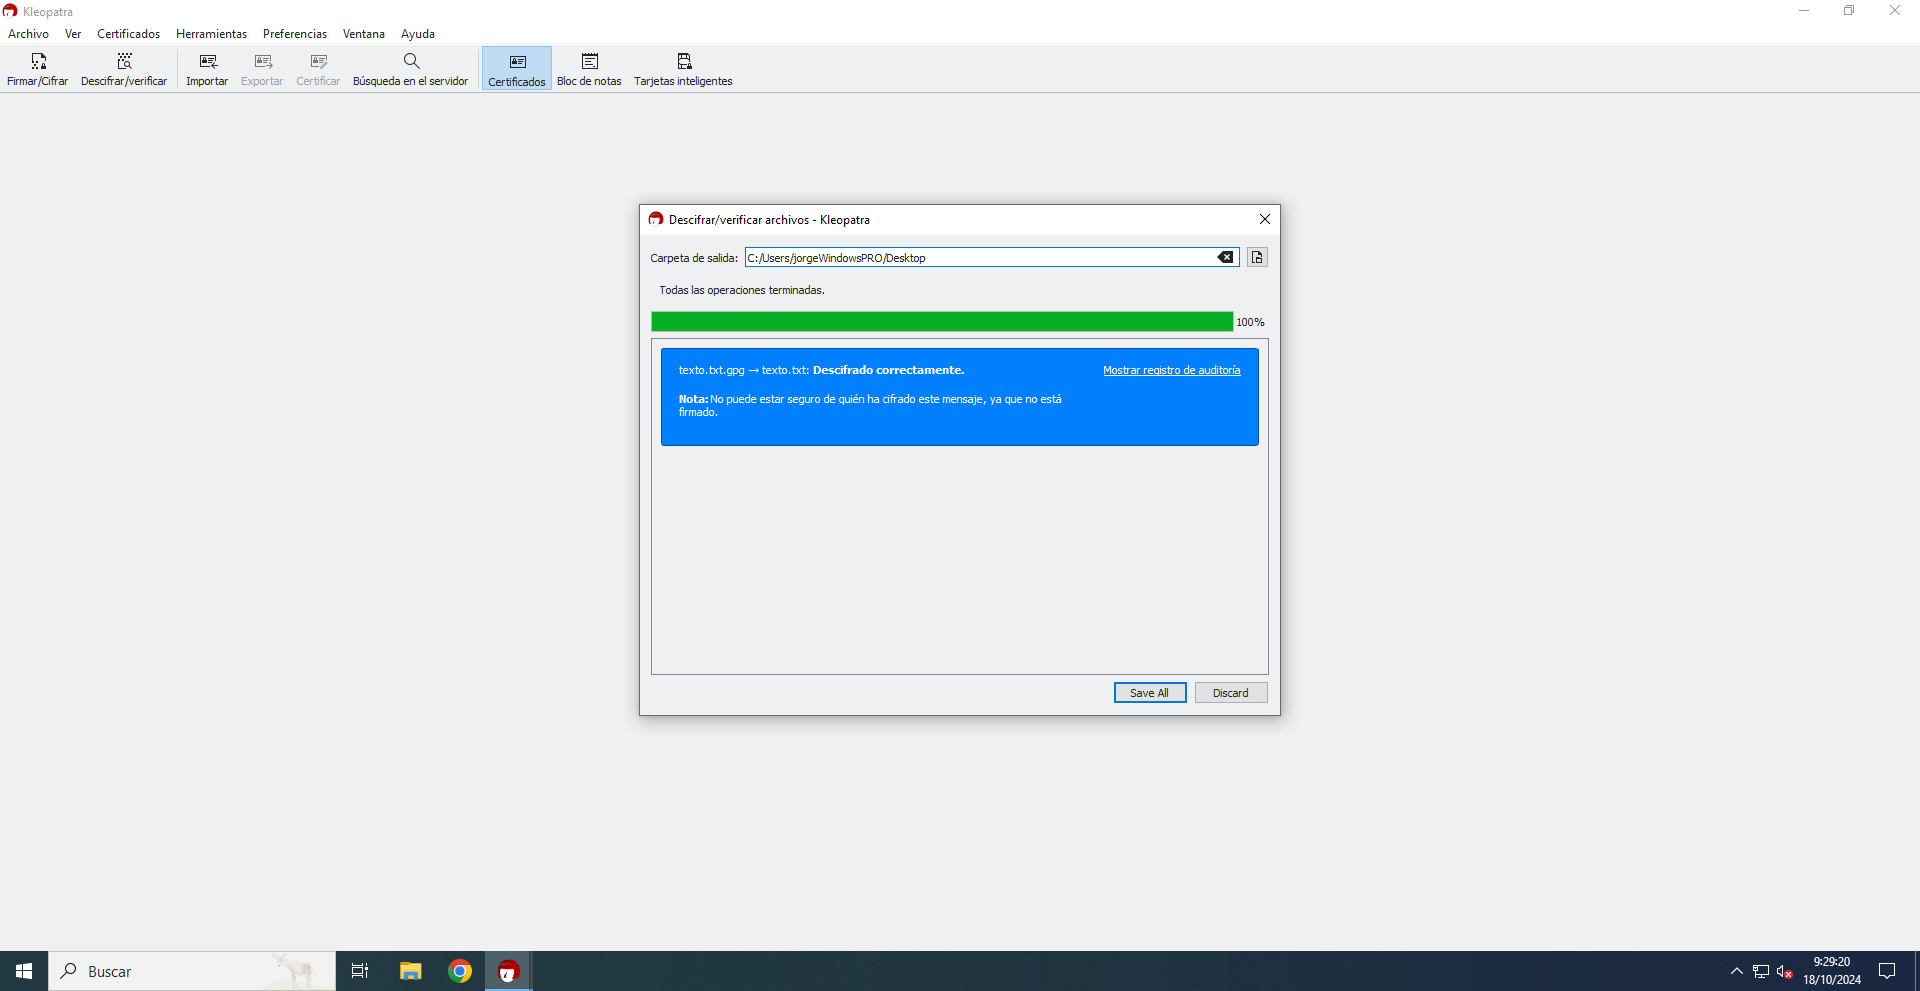 Kleopatra
Archivo Ver Certificados Herramientas Preferencias Ventana Ayuda
Firmar/Cifrar Descifrar/verificar Importar Exportar Certificar Búsqueda en el servidor Certificados Bloc de notas Tarjetas inteligentes
Descifrar/verificar archivos - Kleopatra
Carpeta de salida: C:/Users/jorgeWindowsPRO/Desktop
Todas las operaciones terminadas.
100%
texto.txt.gpg → texto.txt: Descifrado correctamente. Mostrar registro de auditoría
Nota: No puede estar seguro de quién ha cifrado este mensaje, ya que no está
firmado.
Save All Discard
Buscar
9:29:20
18/10/2024